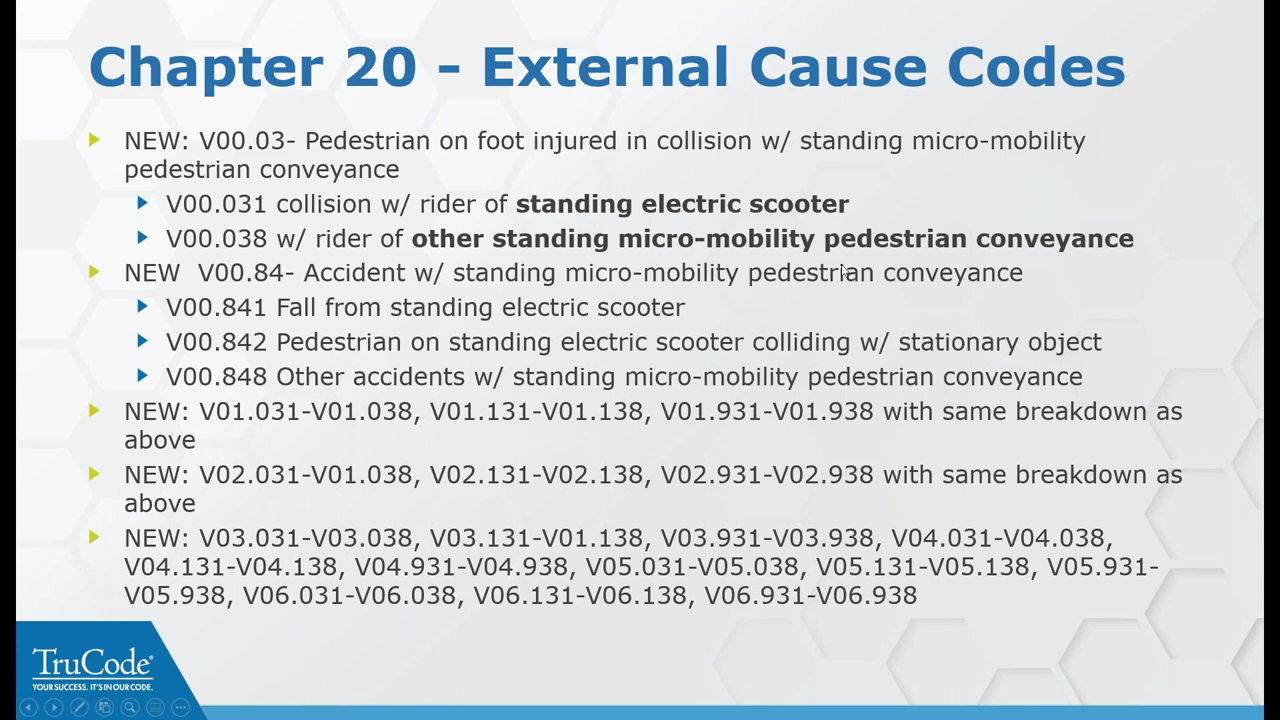 Chapter 20 - External Cause Codes
NEW: V00.03- Pedestrian on foot injured in collision w/ standing micro-mobility
pedestrian conveyance
V00.031 collision w/ rider of standing electric scooter
V00.038 w/ rider of other standing micro-mobility pedestrian conveyance
NEW  V00.84- Accident w/ standing micro-mobility pedestrian conveyance
V00.841 Fall from standing electric scooter
V00.842 Pedestrian on standing electric scooter colliding w/ stationary object
V00.848 Other accidents w/ standing micro-mobility pedestrian conveyance
NEW: V01.031-V01.038, V01.131-V01.138, V01.931-V01.938 with same breakdown as
above
NEW: V02.031-V01.038, V02.131-V02.138, V02.931-V02.938 with same breakdown as
above
NEW: V03.031-V03.038, V03.131-V01.138, V03.931-V03.938, V04.031-V04.038,
V04.131-V04.138, V04.931-V04.938, V05.031-V05.038, V05.131-V05.138, V05.931-
V05.938, V06.031-V06.038, V06.131-V06.138, V06.931-V06.938
TruCode®
YOUR SUCCESS. IT'S IN OUR CODE.